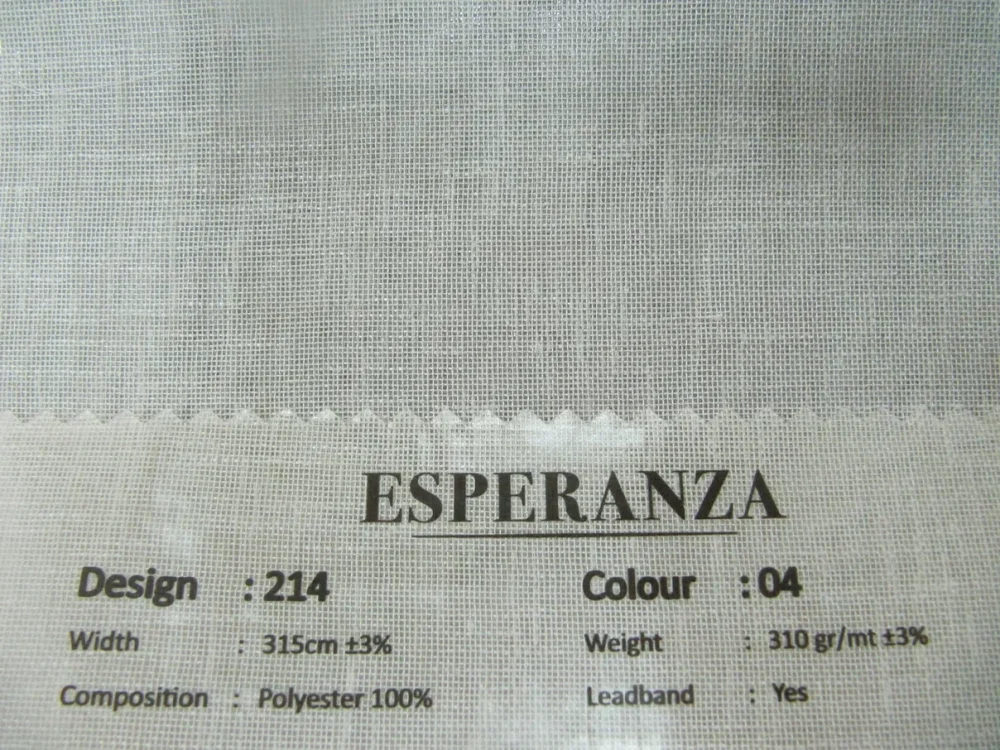 ESPERANZA
Design : 214 Colour : 04
Width : 315cm ±3% Weight : 310 gr/mt ±3%
Composition : Polyester 100% Leadband : Yes